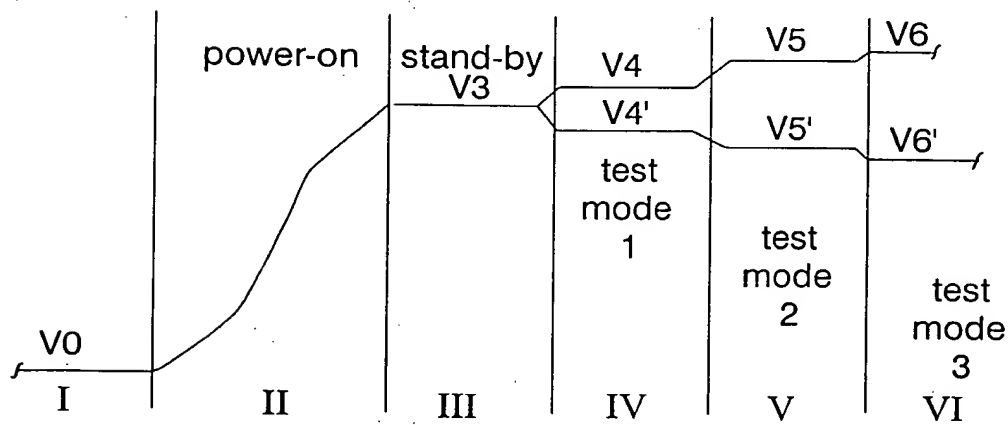 power-on
stand-by
V3
V4
V5
V6
V4'
V5'
V6'
test
mode
1
test
mode
2
test
mode
3
V0
I
II
III
IV
V
VI